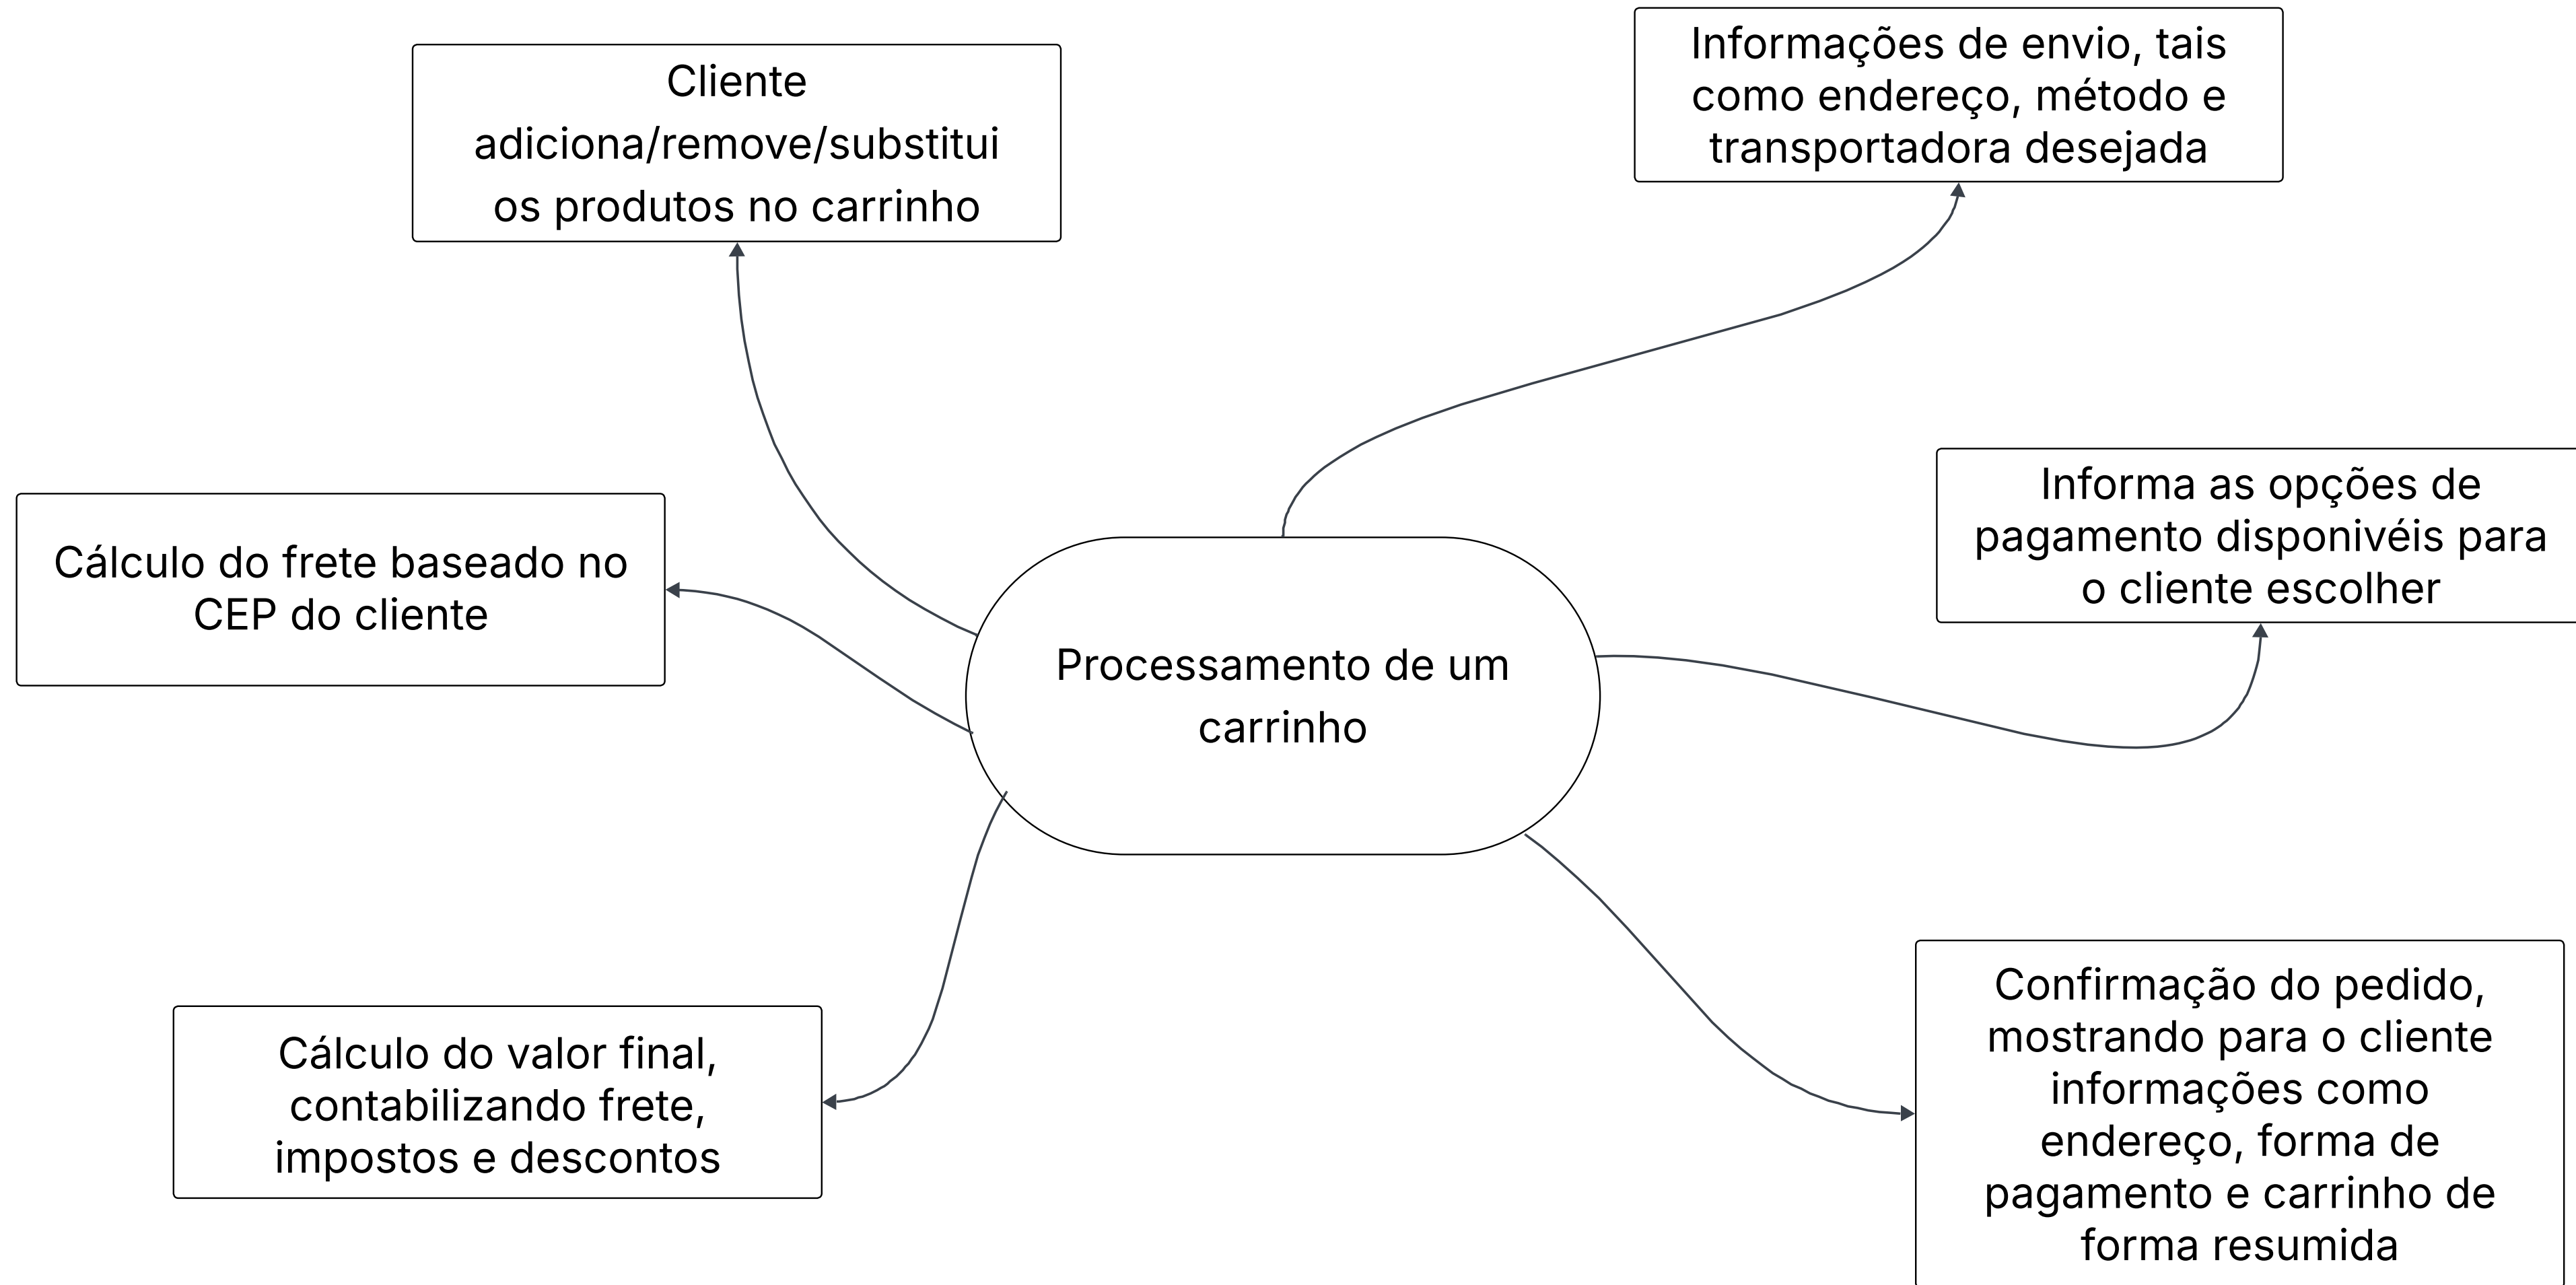 Cliente
adiciona/remove/substitui
os produtos no carrinho
Informações de envio, tais
como endereço, método e
transportadora desejada
Cálculo do frete baseado no
CEP do cliente
Informa as opções de
pagamento disponivéis para
o cliente escolher
Processamento de um
carrinho
Cálculo do valor final,
contabilizando frete,
impostos e descontos
Confirmação do pedido,
mostrando para o cliente
informações como
endereço, forma de
pagamento e carrinho de
forma resumida